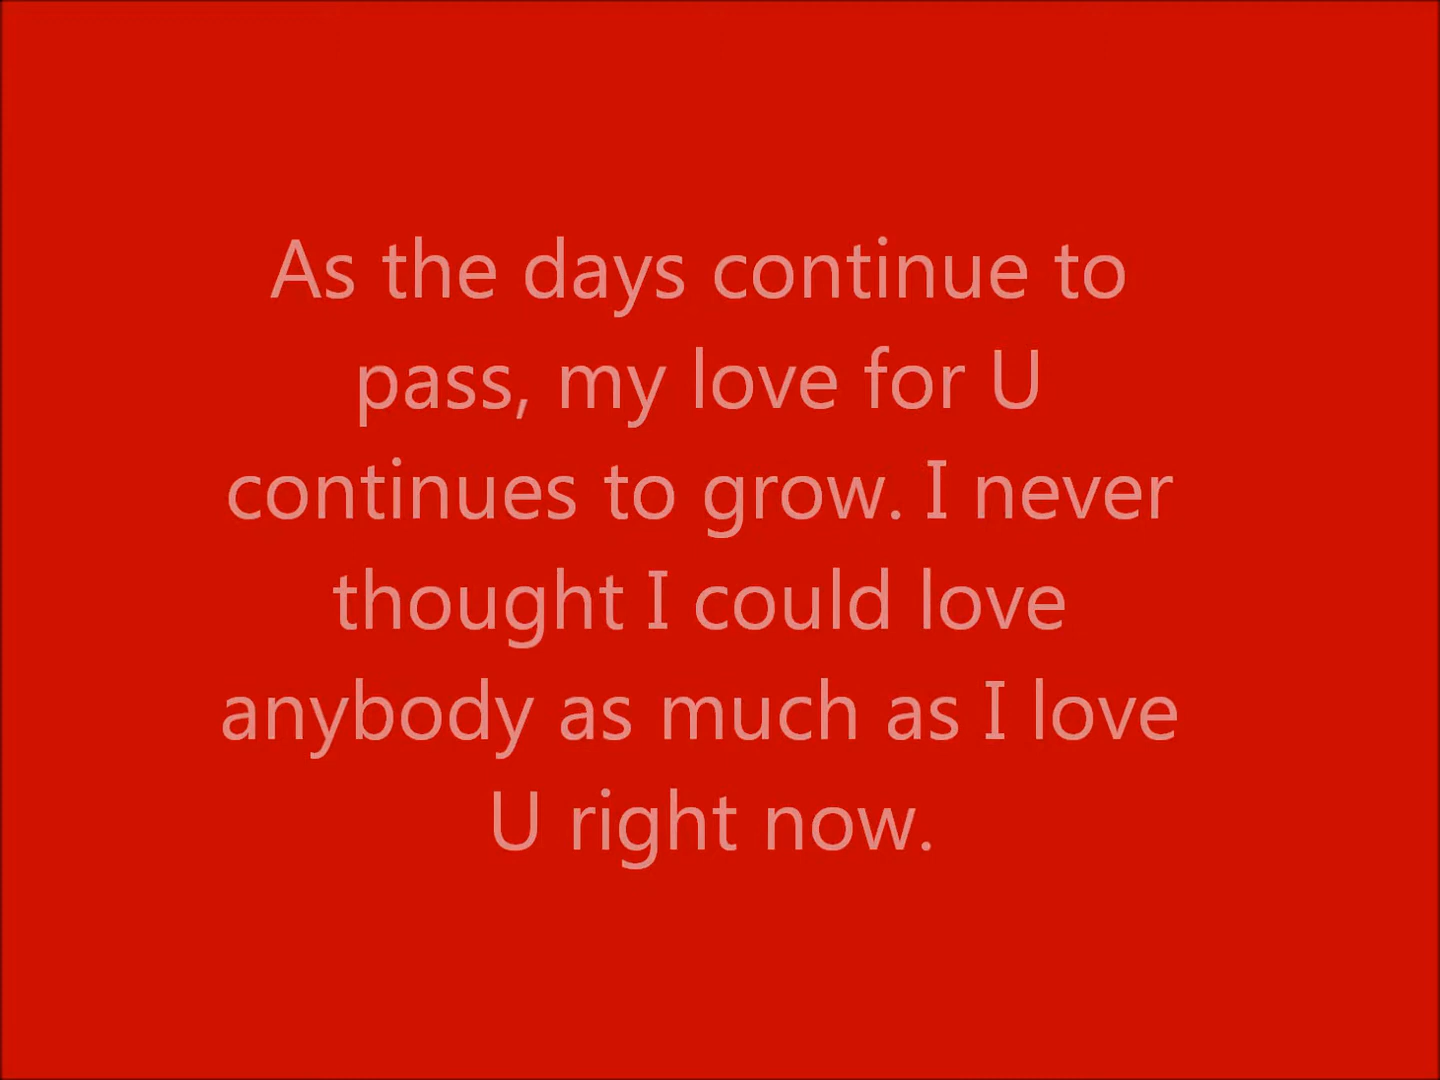 As the days continue to
pass, my love for U
continues to grow. I never
thought I could love
anybody as much as I love
U right now.